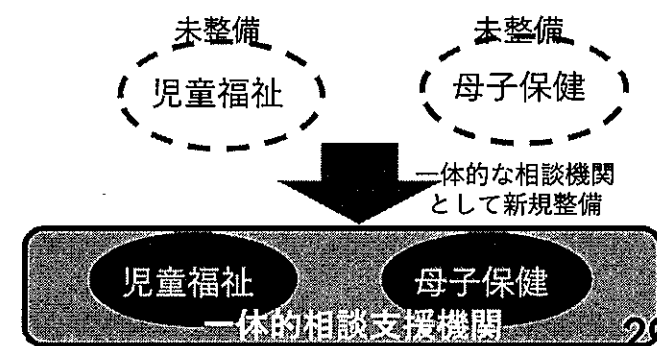 未整備 未整備
児童福祉 母子保健
一体的な相談機関
として新規整備
児童福祉 母子保健
一体的相談支援機関